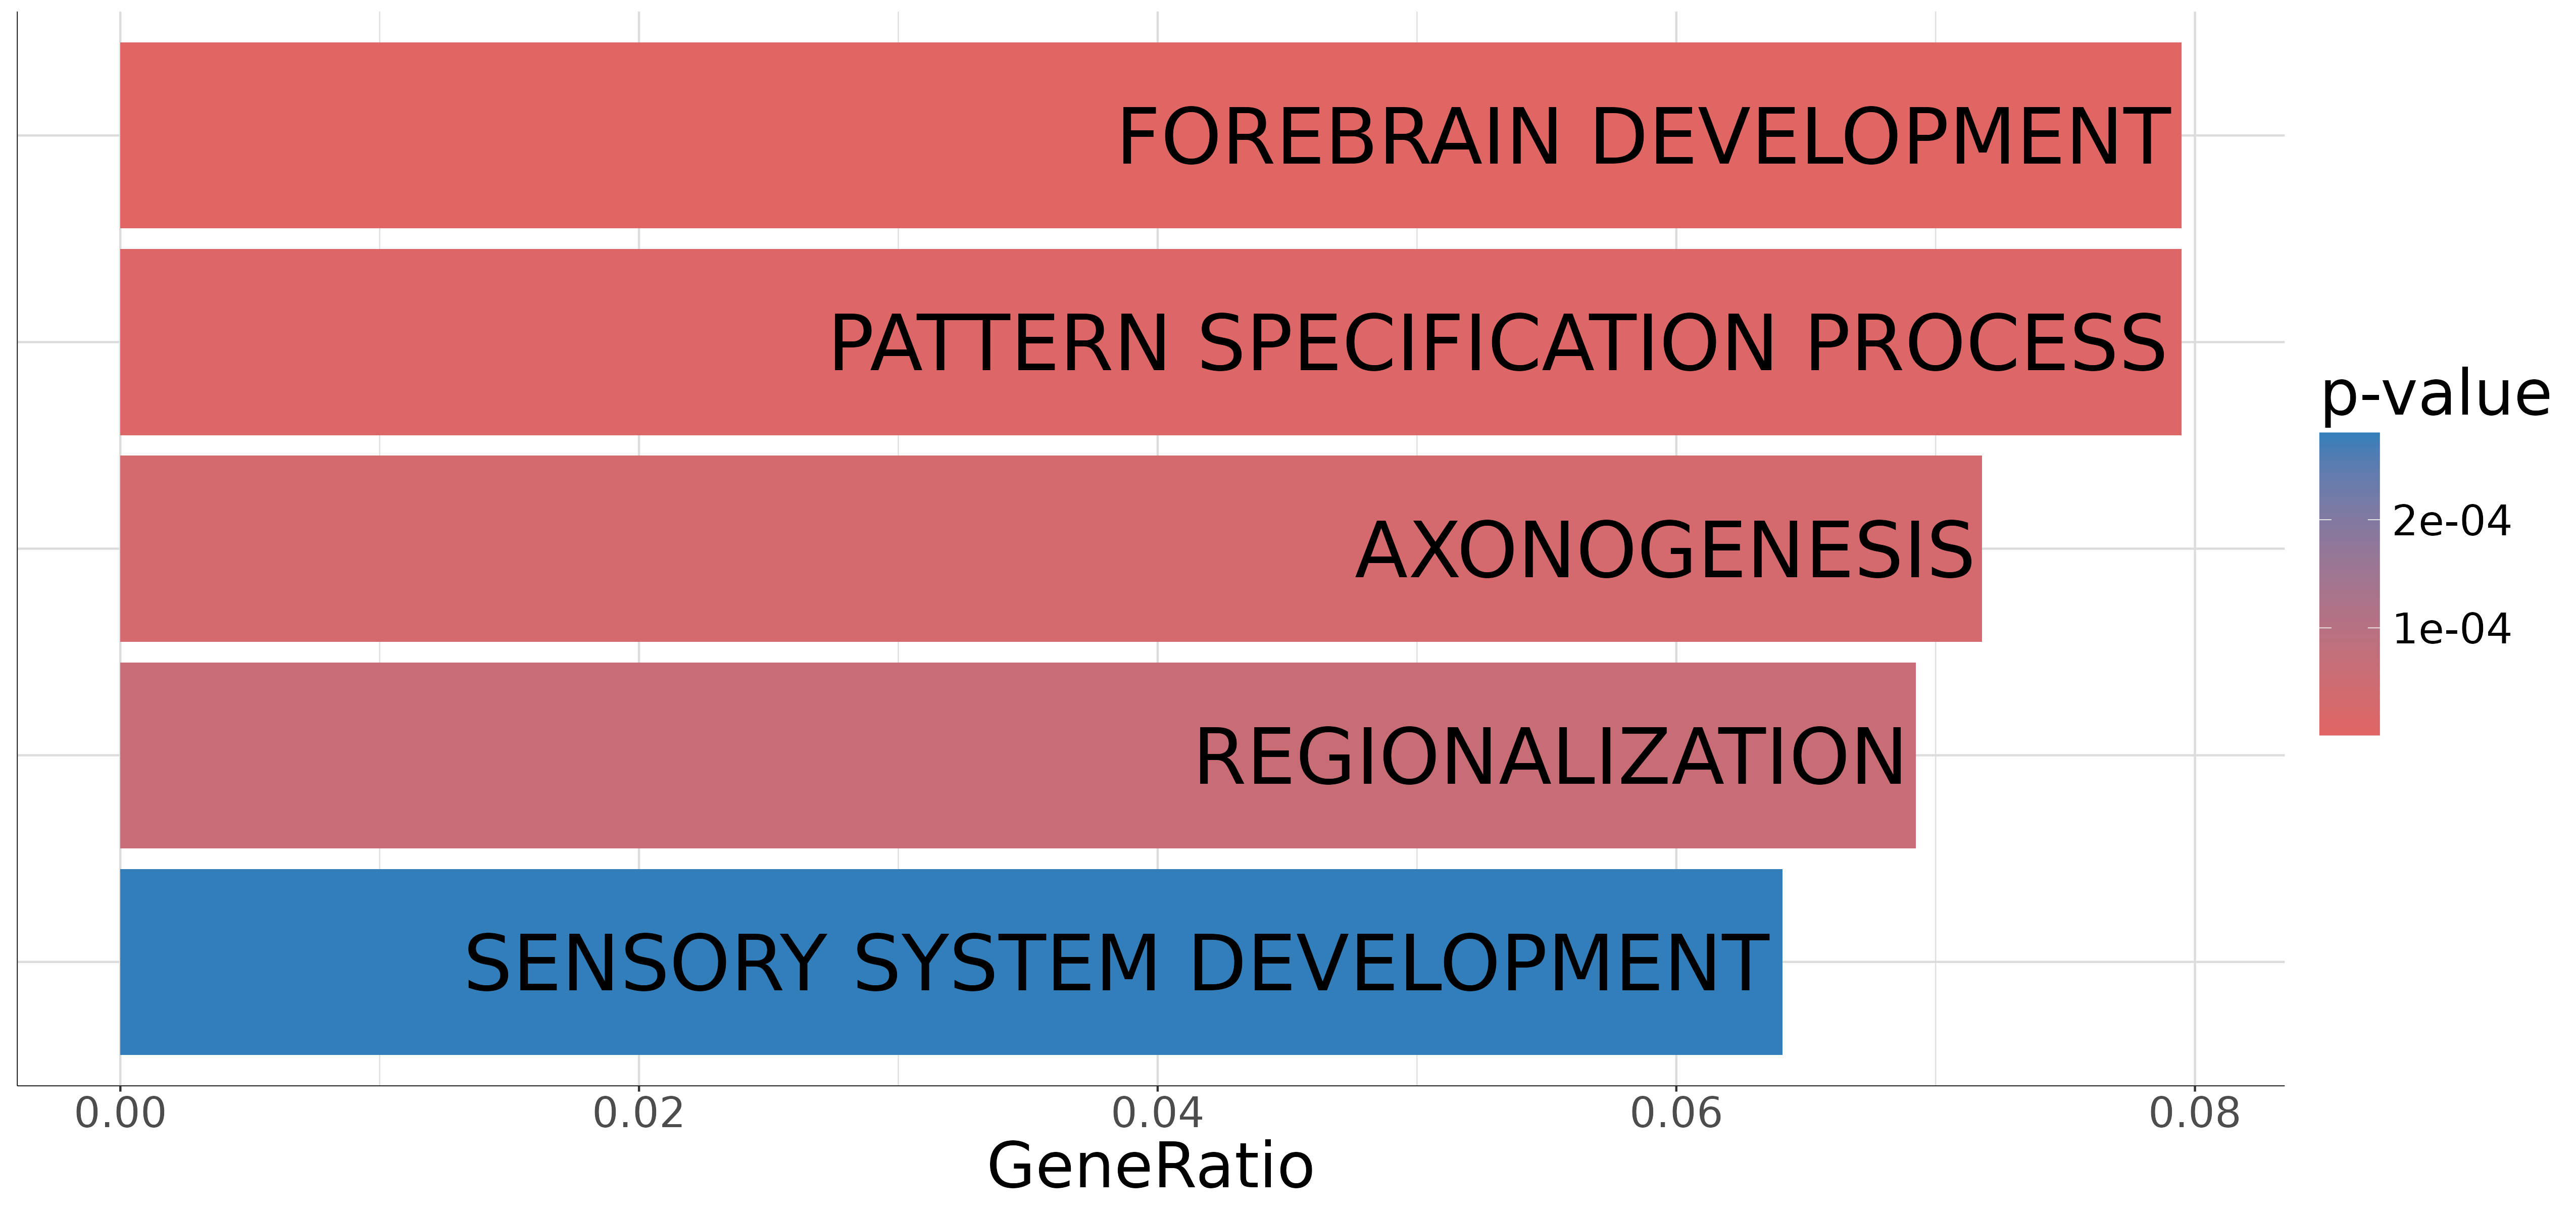 FOREBRAIN DEVELOPMENT
PATTERN SPECIFICATION PROCESS
AXONOGENESIS
REGIONALIZATION
SENSORY SYSTEM DEVELOPMENT
0.00 0.02 0.04 0.06 0.08
GeneRatio
p-value
2e-04
1e-04